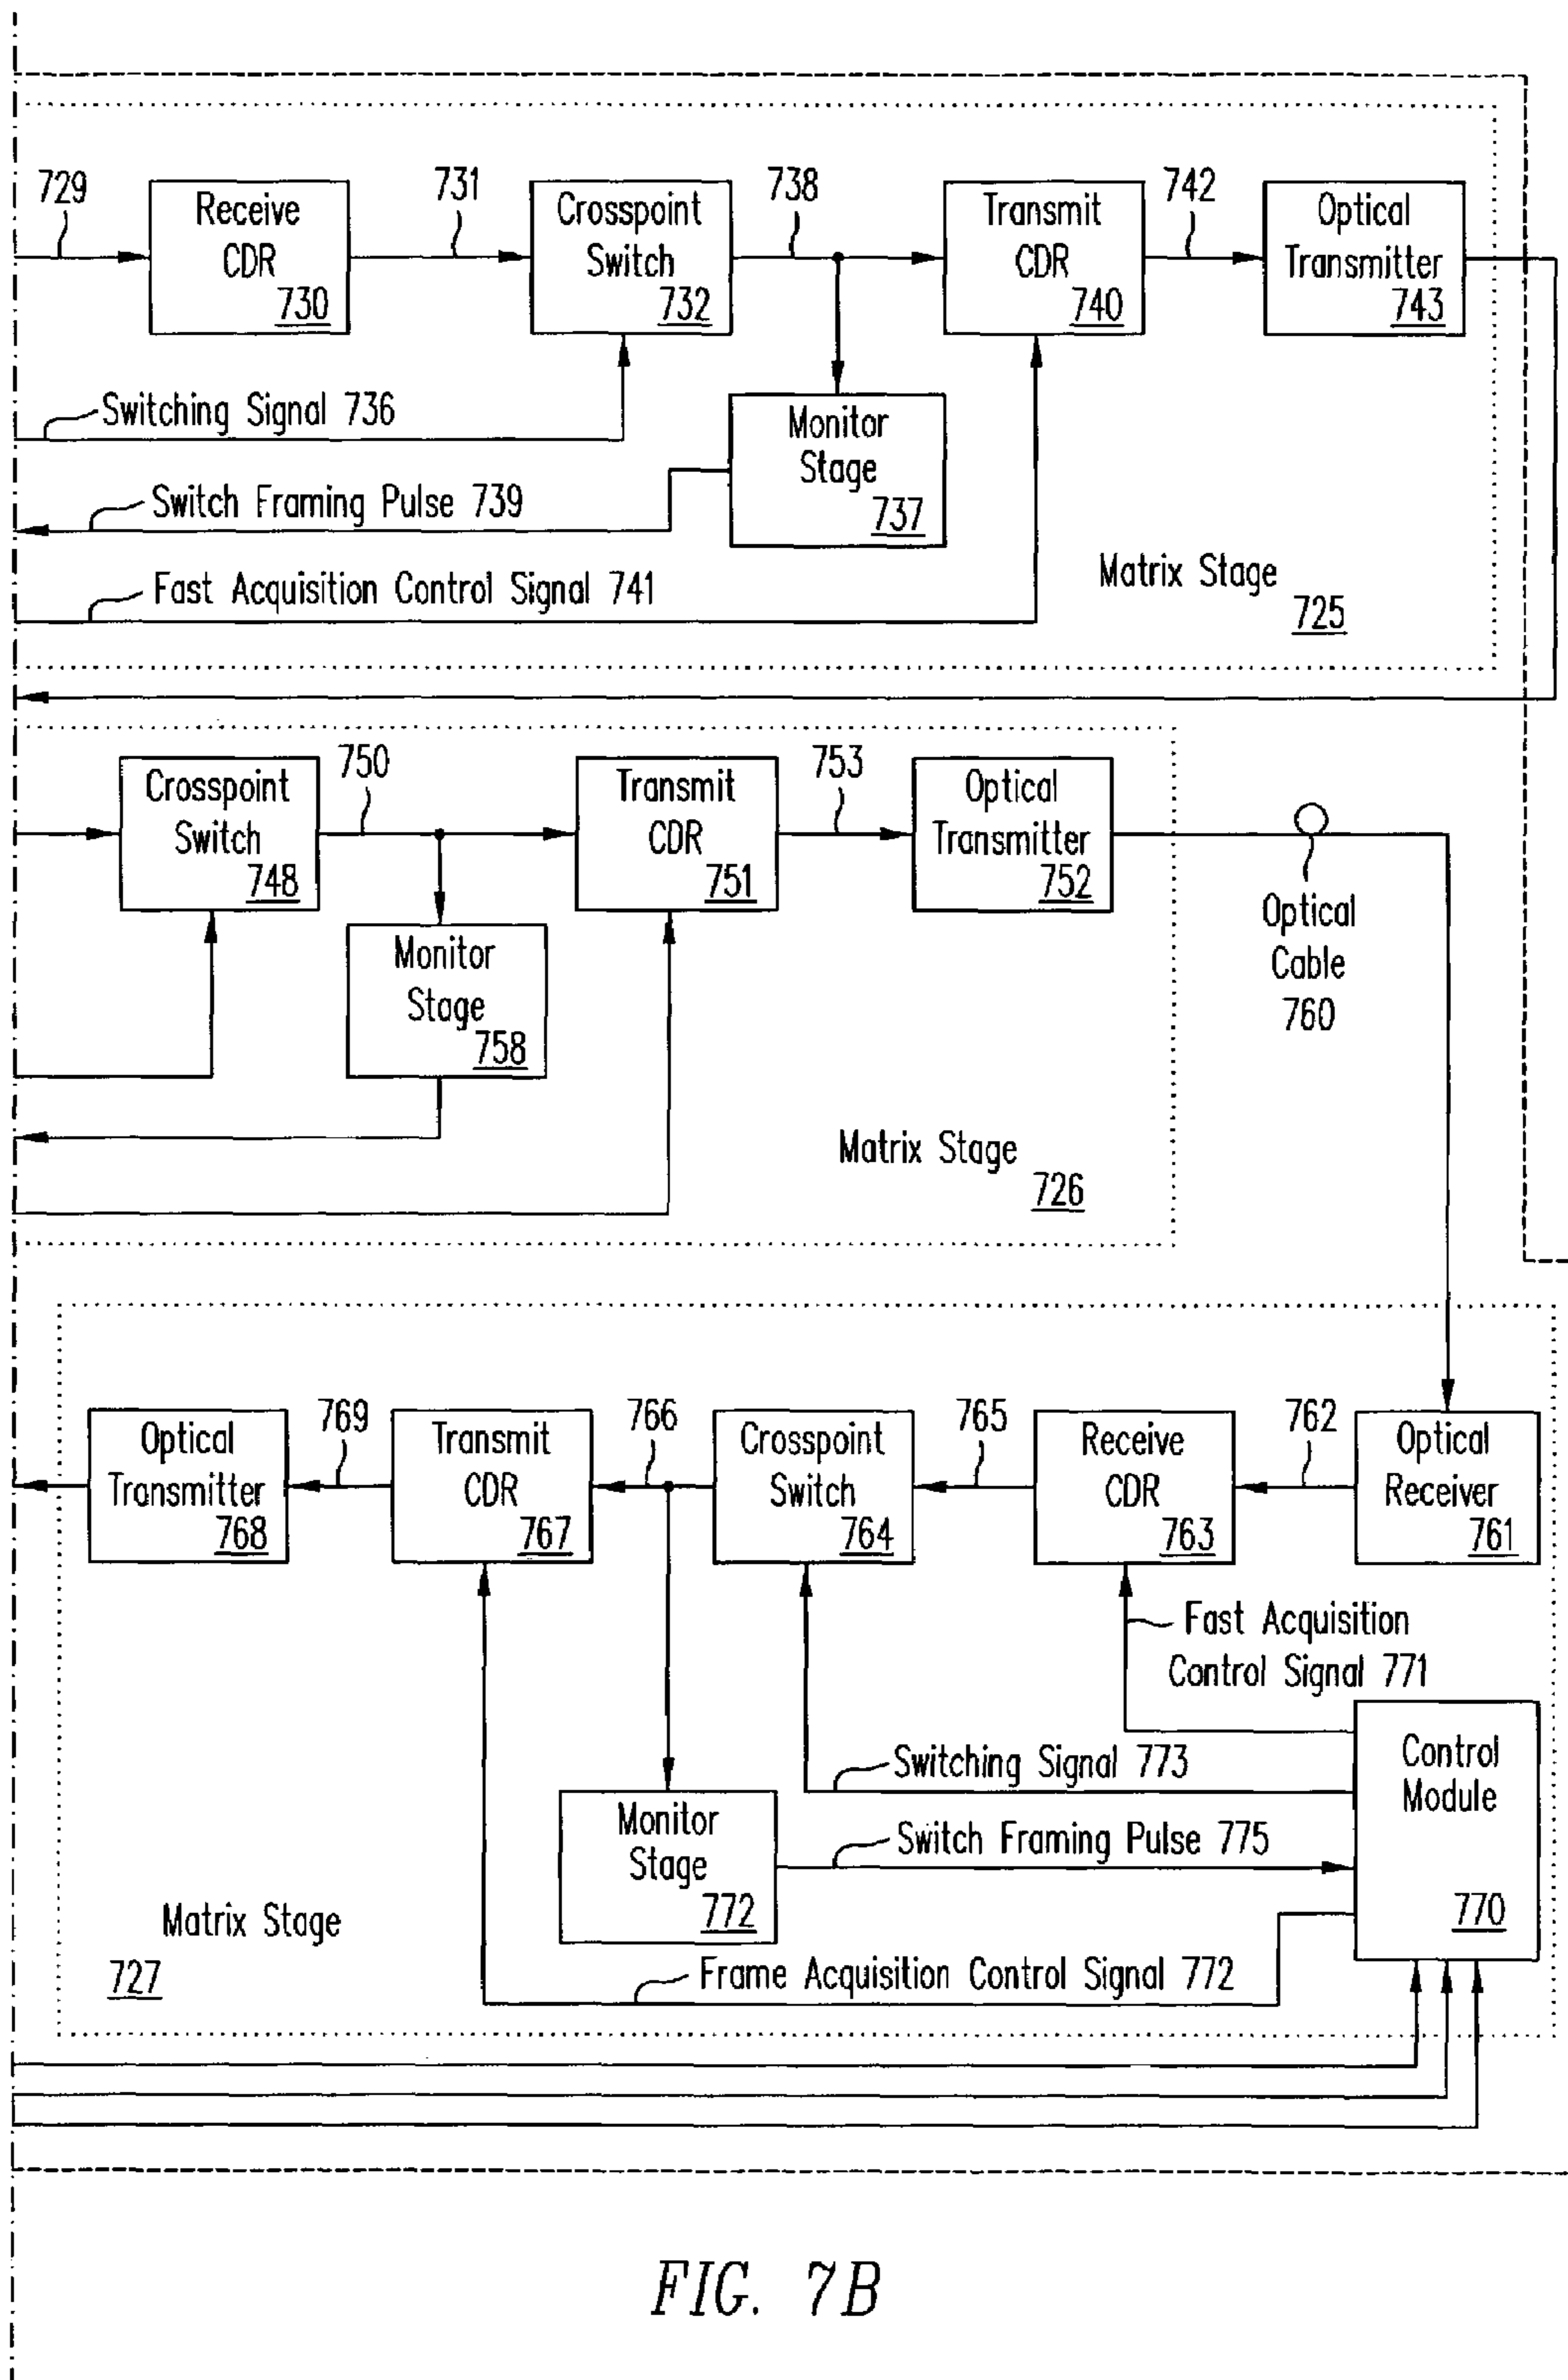 729
731
738
742
Receive
CDR
730
Crosspoint
Switch
732
Transmit
CDR
740
Optical
Transmitter
743
Switching Signal 736
Monitor
Stage
737
Switch Framing Pulse 739
Fast Acquisition Control Signal 741
Matrix Stage
725
750
753
Crosspoint
Switch
748
Transmit
CDR
751
Optical
Transmitter
752
Optical
Cable
760
Monitor
Stage
758
Matrix Stage
726
769
766
765
762
Optical
Transmitter
768
Transmit
CDR
767
Crosspoint
Switch
764
Receive
CDR
763
Optical
Receiver
761
Fast Acquisition
Control Signal 771
Switching Signal 773
Control
Module
770
Monitor
Stage
772
Switch Framing Pulse 775
Matrix Stage
727
Frame Acquisition Control Signal 772
FIG. 7B